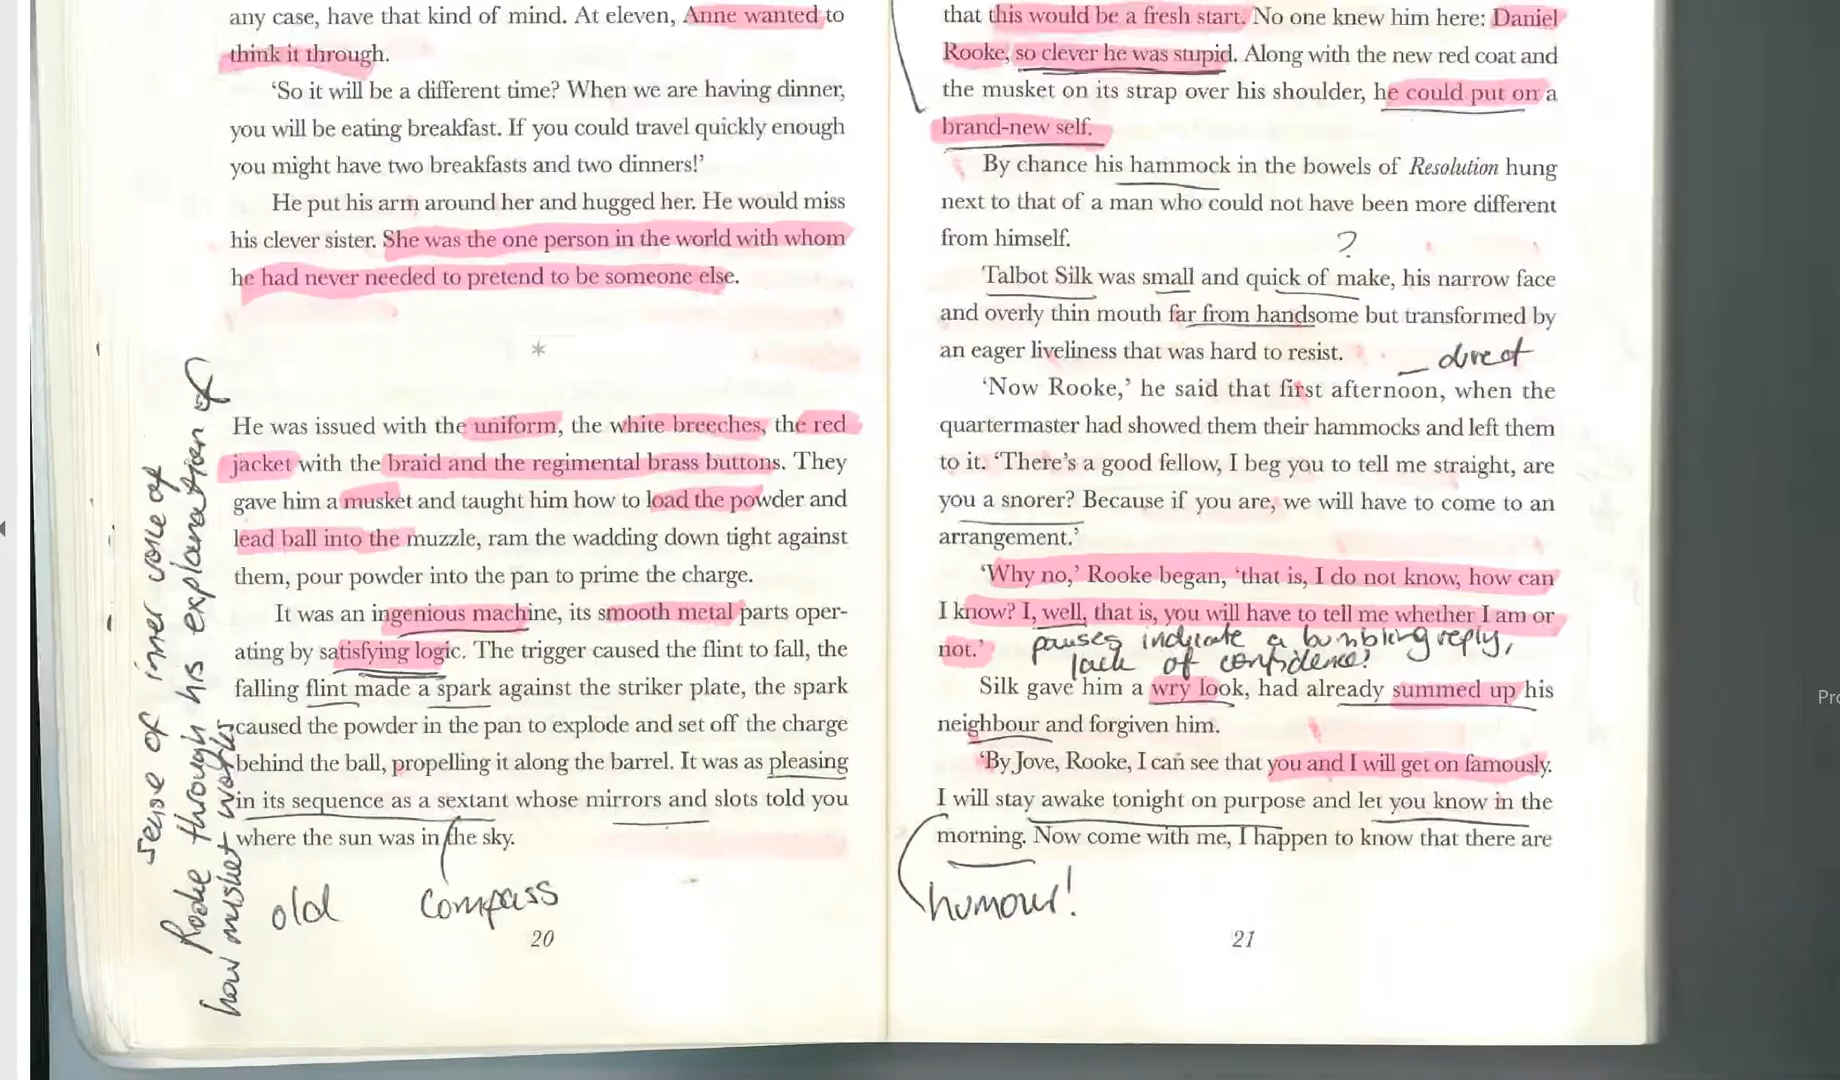 any case, have that kind of mind. At eleven, Anne wanted to
think it through.
‘So it will be a different time? When we are having dinner,
you will be eating breakfast. If you could travel quickly enough
you might have two breakfasts and two dinners!’
He put his arm around her and hugged her. He would miss
his clever sister. She was the one person in the world with whom
he had never needed to pretend to be someone else.
*
He was issued with the uniform, the white breeches, the red
jacket with the braid and the regimental brass buttons. They
gave him a musket and taught him how to load the powder and
lead ball into the muzzle, ram the wadding down tight against
them, pour powder into the pan to prime the charge.
It was an ingenious machine, its smooth metal parts oper-
ating by satisfying logic. The trigger caused the flint to fall, the
falling flint made a spark against the striker plate, the spark
caused the powder in the pan to explode and set off the charge
behind the ball, propelling it along the barrel. It was as pleasing
in its sequence as a sextant whose mirrors and slots told you
where the sun was in the sky.
old compass
20
sense of inner voice of
Rooke through his explanation of
how musket works
that this would be a fresh start. No one knew him here: Daniel
Rooke, so clever he was stupid. Along with the new red coat and
the musket on its strap over his shoulder, he could put on a
brand-new self.
By chance his hammock in the bowels of Resolution hung
next to that of a man who could not have been more different
from himself.
?
Talbot Silk was small and quick of make, his narrow face
and overly thin mouth far from handsome but transformed by
an eager liveliness that was hard to resist.
direct
‘Now Rooke,’ he said that first afternoon, when the
quartermaster had showed them their hammocks and left them
to it. ‘There’s a good fellow, I beg you to tell me straight, are
you a snorer? Because if you are, we will have to come to an
arrangement.’
‘Why no,’ Rooke began, ‘that is, I do not know, how can
I know? I, well, that is, you will have to tell me whether I am or
not.’
pauses indicate a bumbling reply,
lack of confidence?
Silk gave him a wry look, had already summed up his
neighbour and forgiven him.
‘By Jove, Rooke, I can see that you and I will get on famously.
I will stay awake tonight on purpose and let you know in the
morning. Now come with me, I happen to know that there are
humour!
21